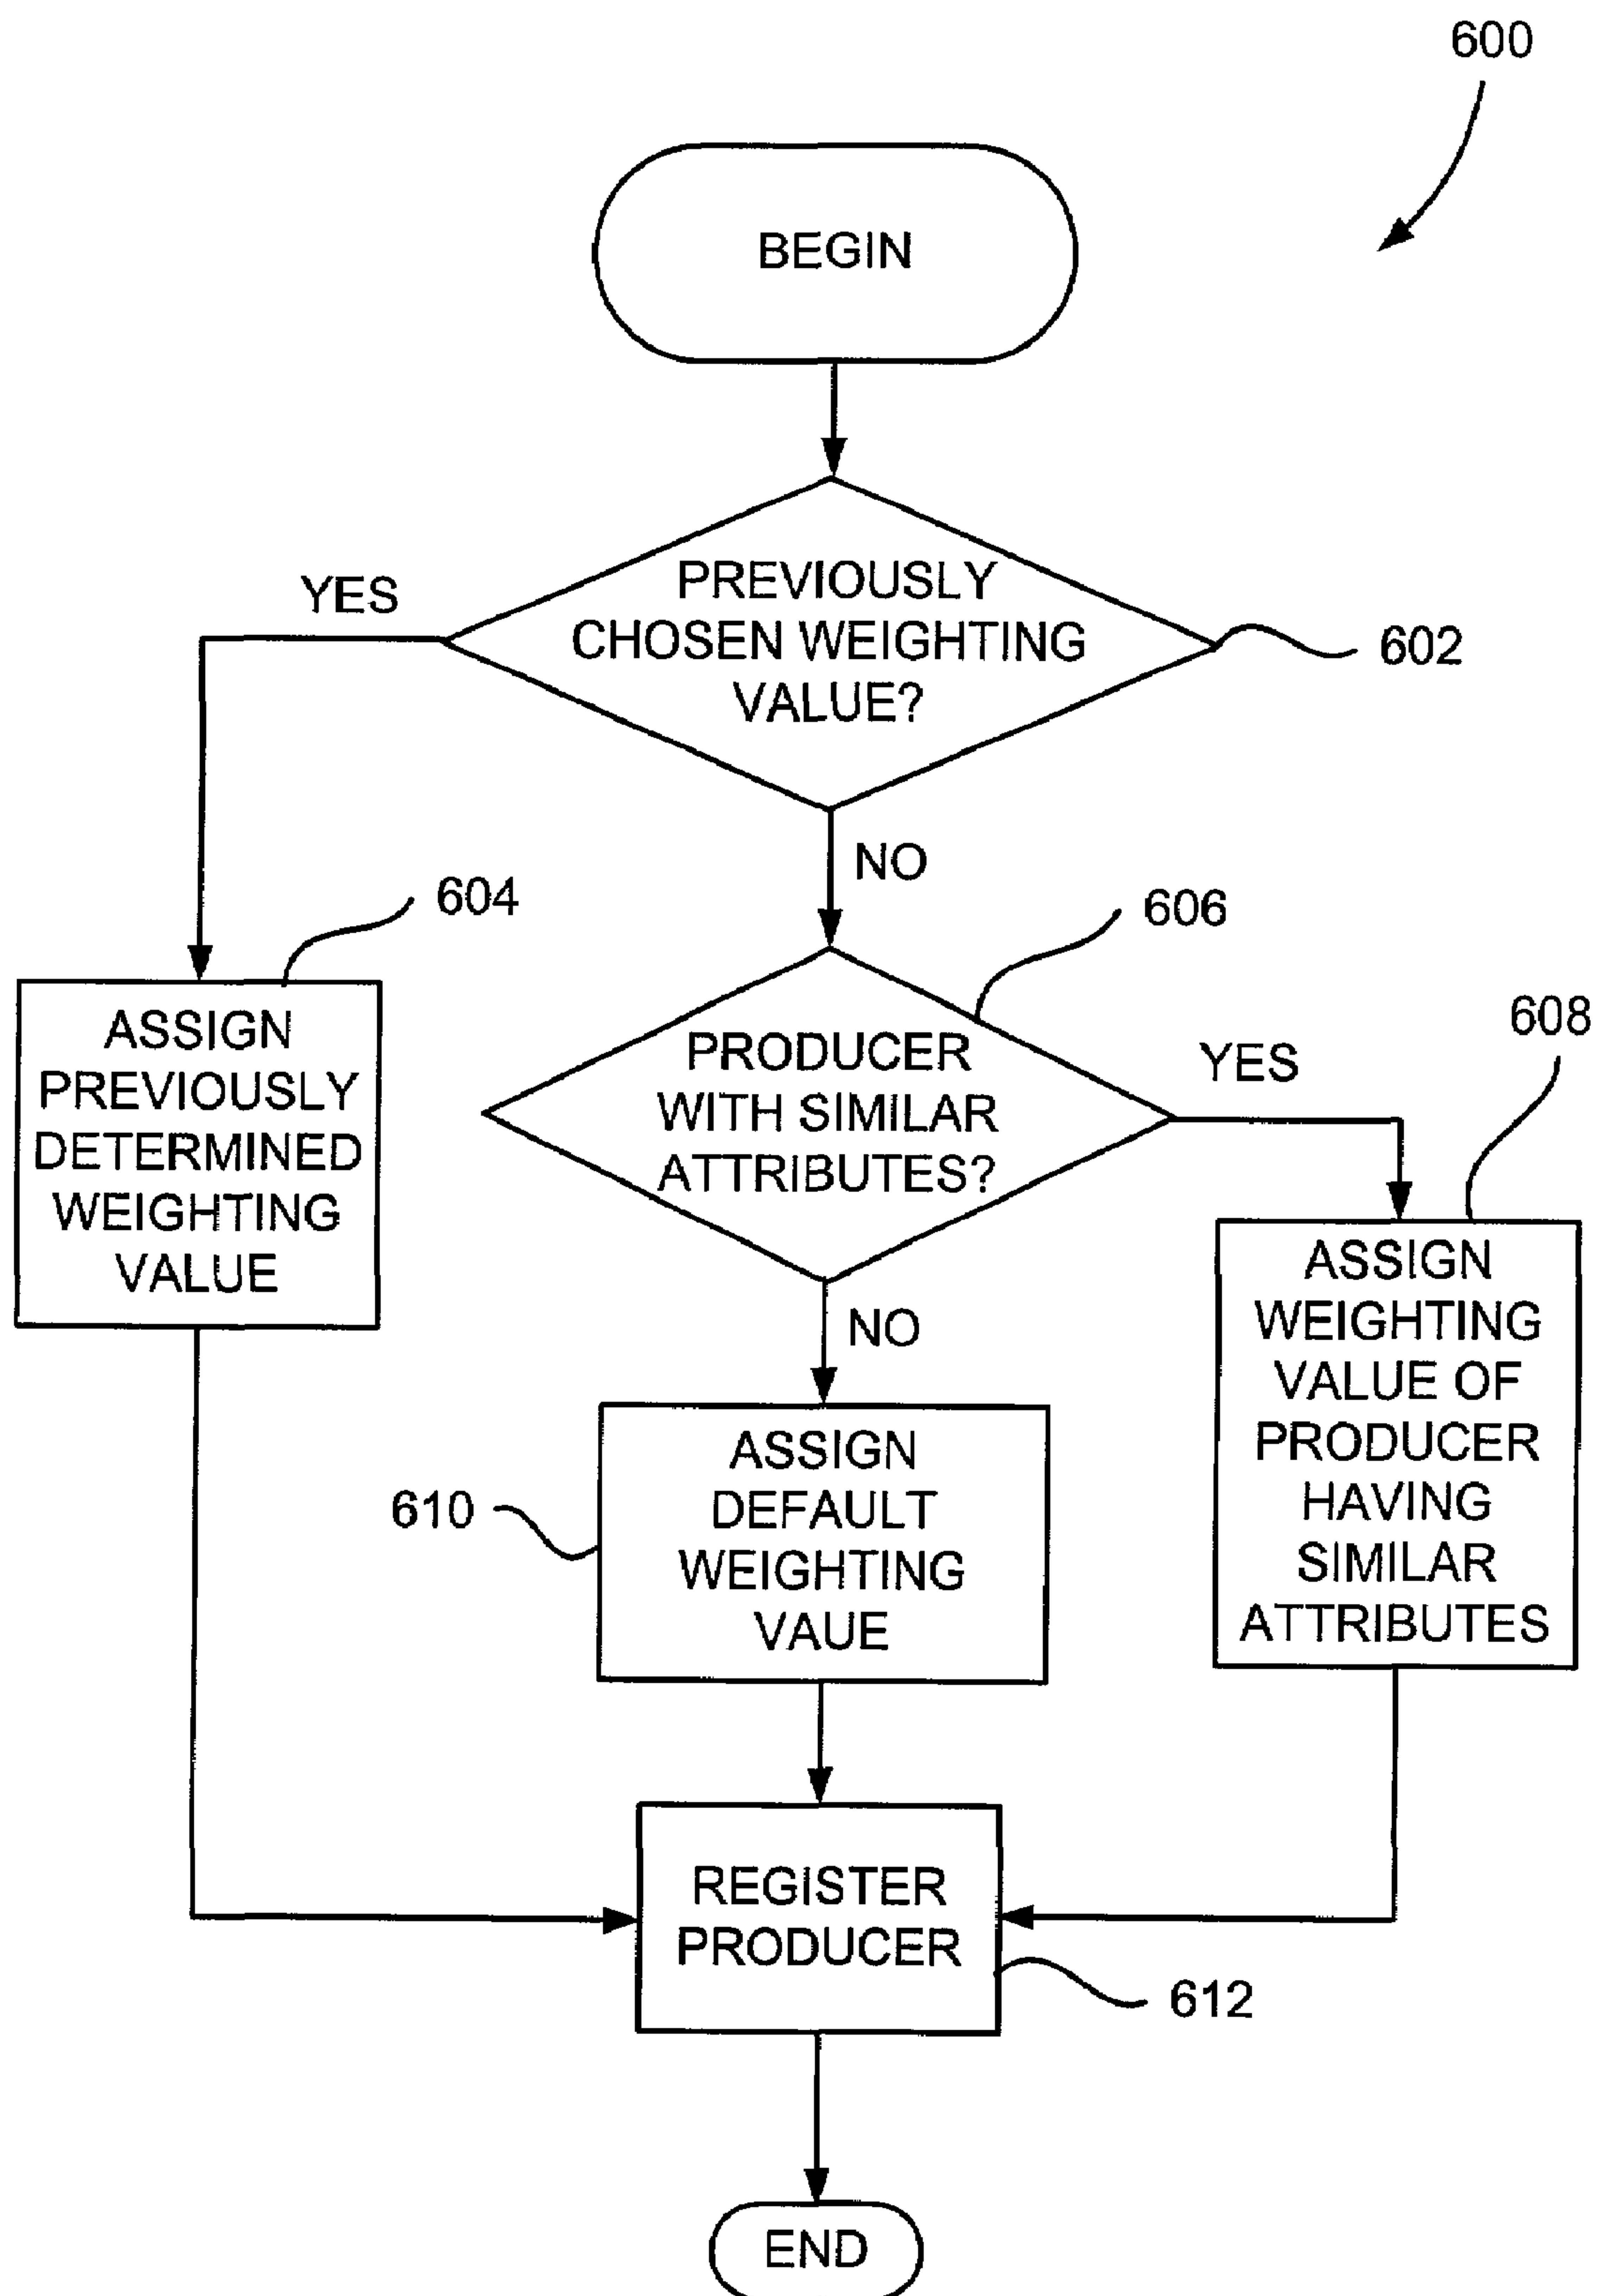 600
BEGIN
PREVIOUSLY
CHOSEN WEIGHTING
VALUE?
YES
602
NO
604
606
608
ASSIGN
PREVIOUSLY
DETERMINED
WEIGHTING
VALUE
PRODUCER
WITH SIMILAR
ATTRIBUTES?
YES
NO
ASSIGN
WEIGHTING
VALUE OF
PRODUCER
HAVING
SIMILAR
ATTRIBUTES
610
ASSIGN
DEFAULT
WEIGHTING
VAUE
REGISTER
PRODUCER
612
END